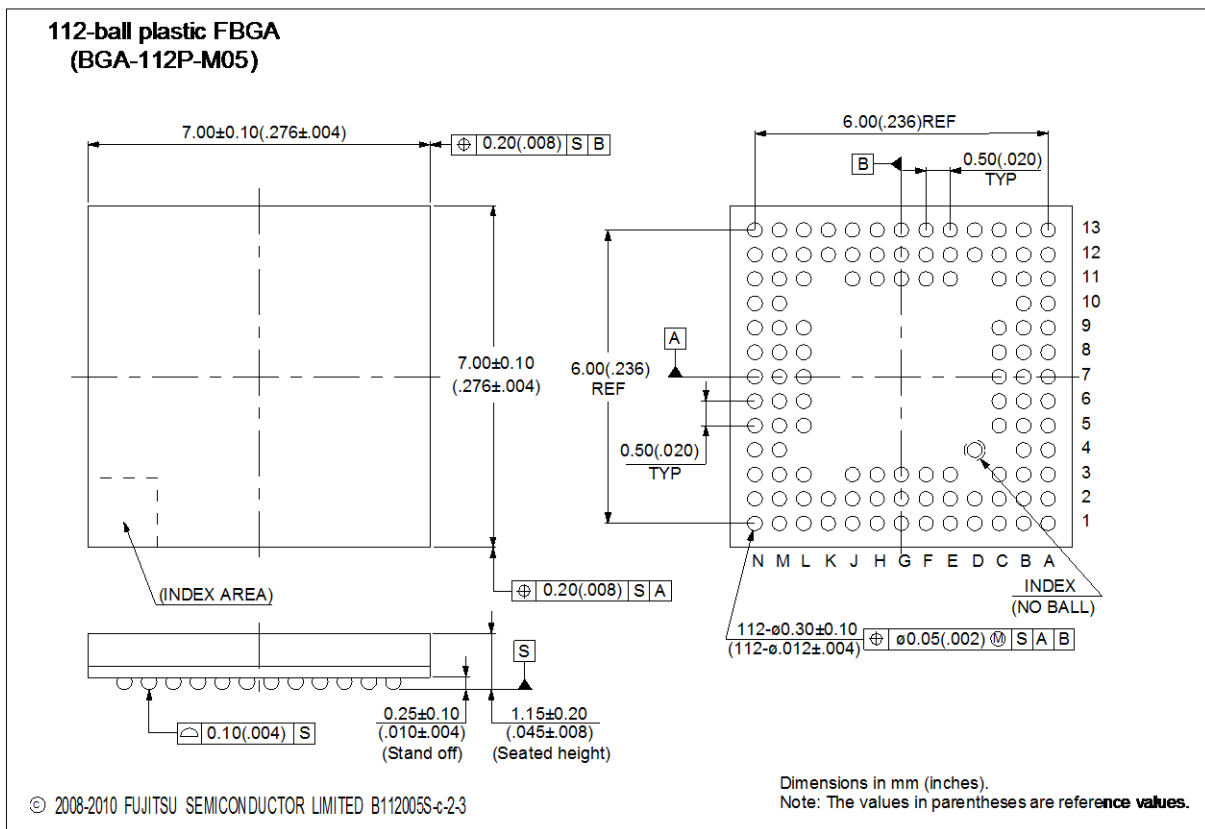 112-ball plastic FBGA
(BGA-112P-M05)
7.00±0.10(.276±.004)
⌖ 0.20(.008) S B
6.00(.236)REF
B
0.50(.020)
TYP
13
12
11
10
9
8
7
6
5
4
3
2
1
A
7.00±0.10
(.276±.004)
6.00(.236)
REF
0.50(.020)
TYP
N M L K J H G F E D C B A
(INDEX AREA)
⌖ 0.20(.008) S A
INDEX
(NO BALL)
112-ø0.30±0.10
(112-ø.012±.004)
⌖ ø0.05(.002) Ⓜ S A B
S
⌓ 0.10(.004) S
0.25±0.10
(.010±.004)
(Stand off)
1.15±0.20
(.045±.008)
(Seated height)
© 2008-2010 FUJITSU SEMICONDUCTOR LIMITED B112005S-c-2-3
Dimensions in mm (inches).
Note: The values in parentheses are reference values.